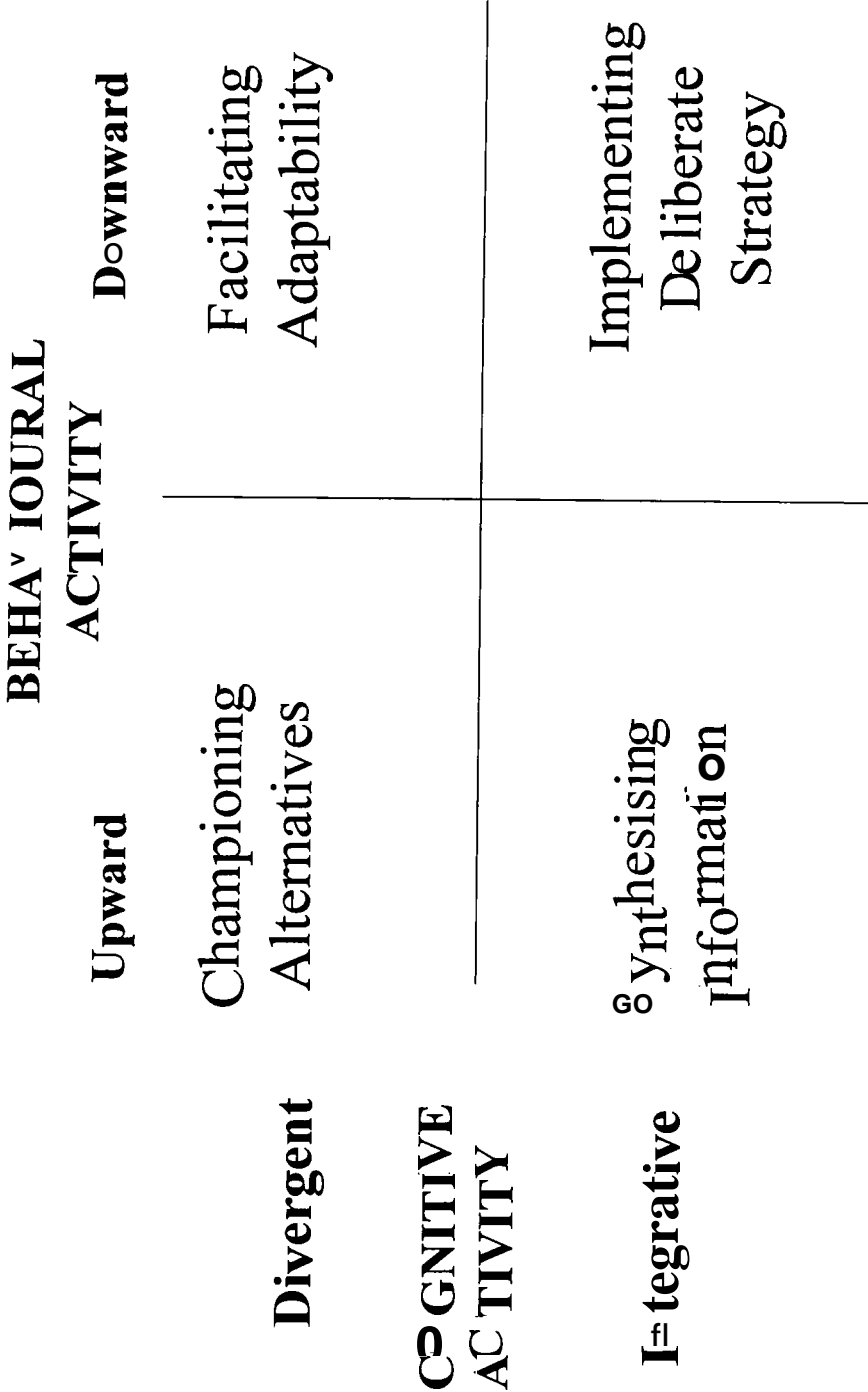 BEHAVIOURAL
ACTIVITY
Upward
Downward
Divergent
Championing
Alternatives
Facilitating
Adaptability
COGNITIVE
ACTIVITY
Integrative
Synthesising
Information
Implementing
Deliberate
Strategy